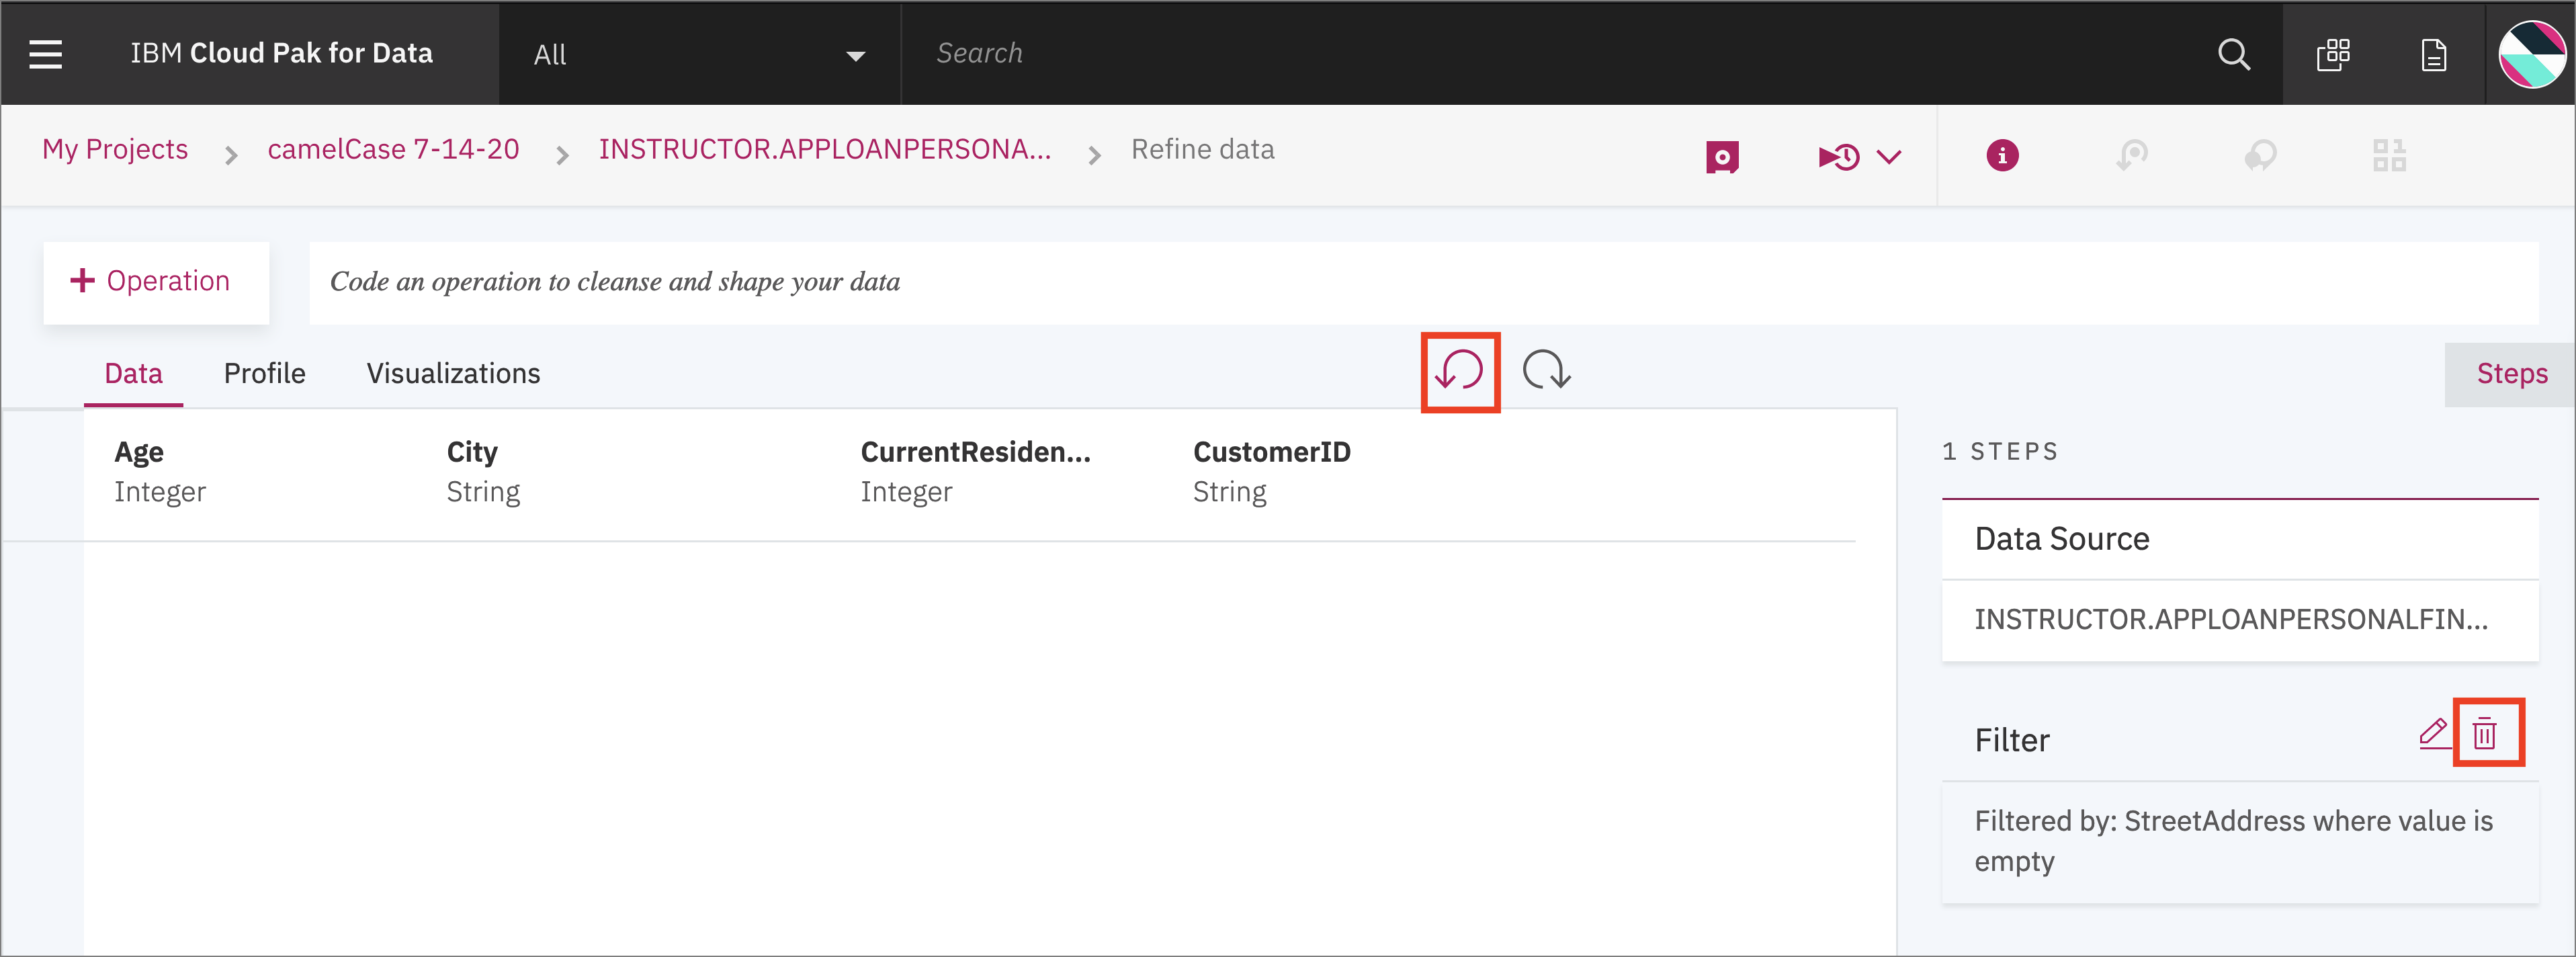 IBM Cloud Pak for Data
All
Search
My Projects
camelCase 7-14-20
INSTRUCTOR.APPLOANPERSONA...
Refine data
+ Operation
Code an operation to cleanse and shape your data
Data
Profile
Visualizations
Steps
Age
Integer
City
String
CurrentResiden...
Integer
CustomerID
String
1 STEPS
Data Source
INSTRUCTOR.APPLOANPERSONALFIN...
Filter
Filtered by: StreetAddress where value is
empty